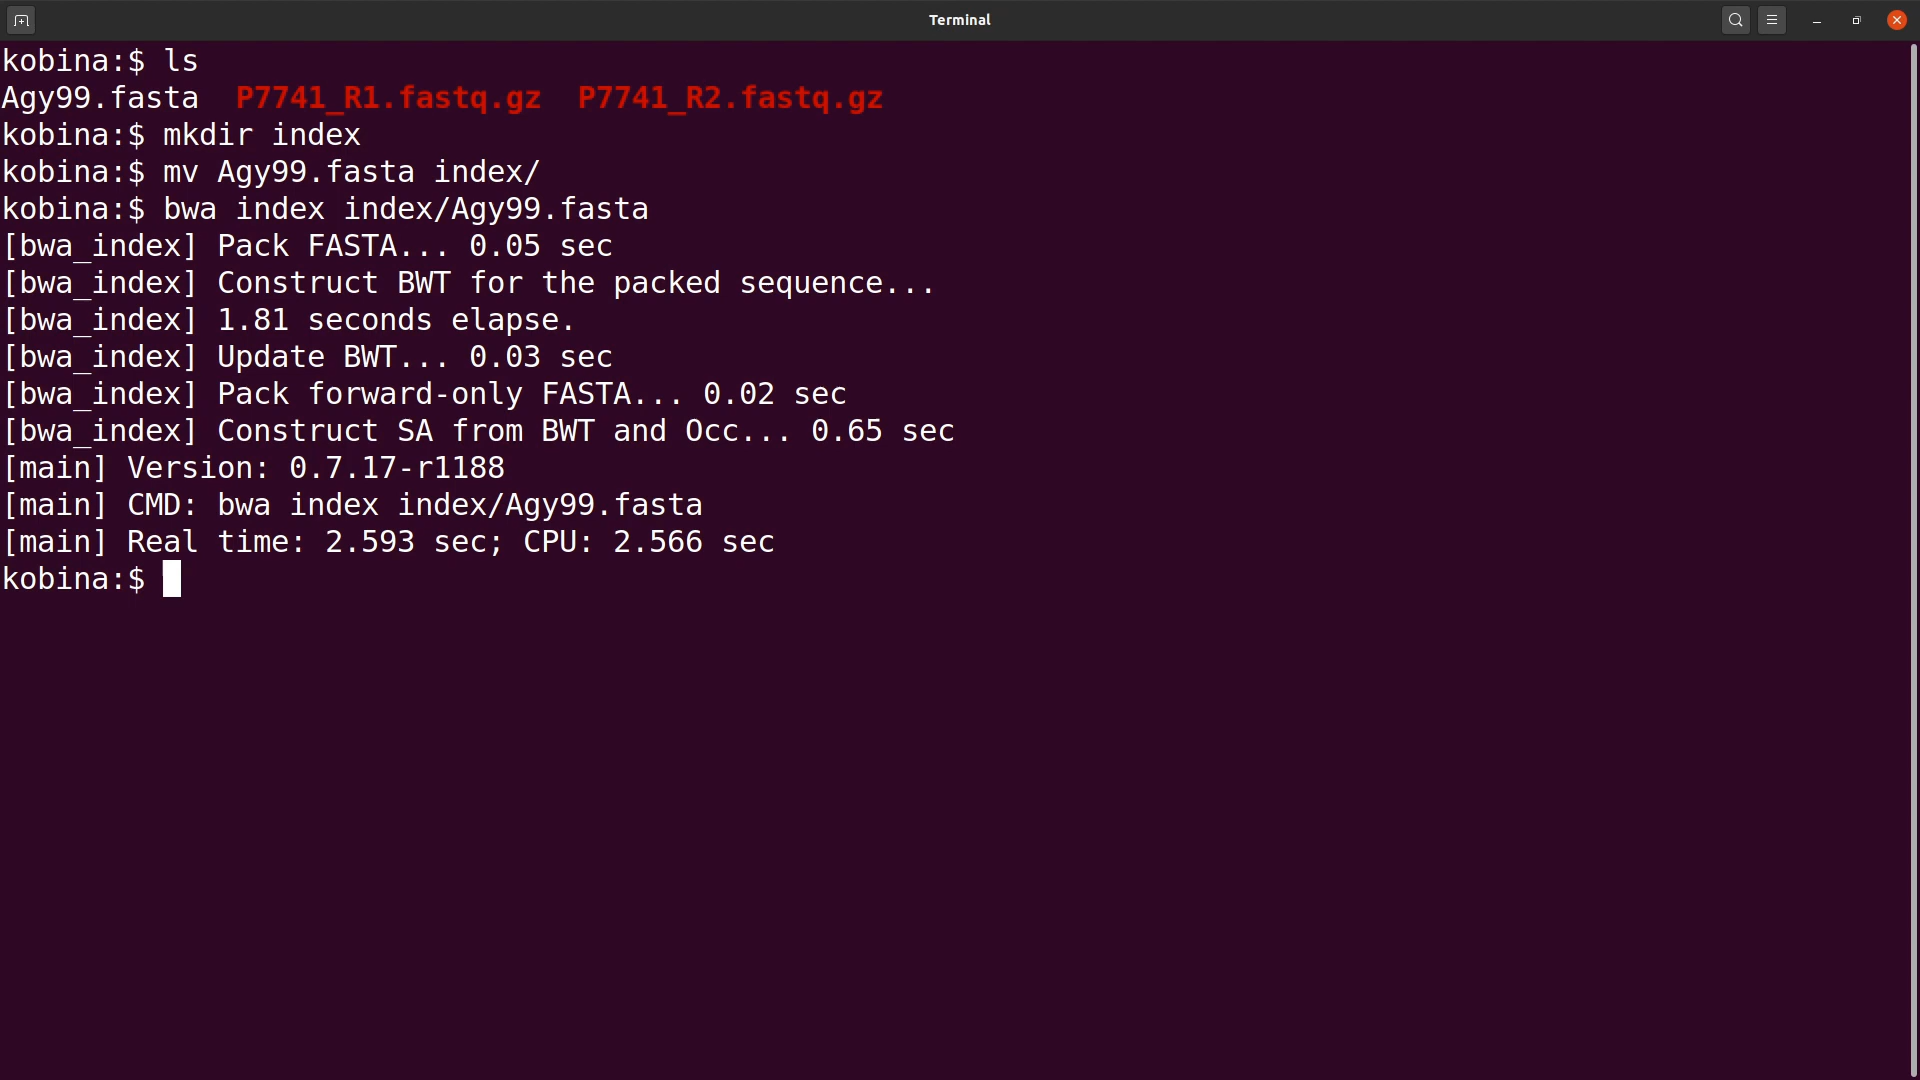 Terminal
kobina:$ ls
Agy99.fasta  P7741_R1.fastq.gz  P7741_R2.fastq.gz
kobina:$ mkdir index
kobina:$ mv Agy99.fasta index/
kobina:$ bwa index index/Agy99.fasta
[bwa_index] Pack FASTA... 0.05 sec
[bwa_index] Construct BWT for the packed sequence...
[bwa_index] 1.81 seconds elapse.
[bwa_index] Update BWT... 0.03 sec
[bwa_index] Pack forward-only FASTA... 0.02 sec
[bwa_index] Construct SA from BWT and Occ... 0.65 sec
[main] Version: 0.7.17-r1188
[main] CMD: bwa index index/Agy99.fasta
[main] Real time: 2.593 sec; CPU: 2.566 sec
kobina:$